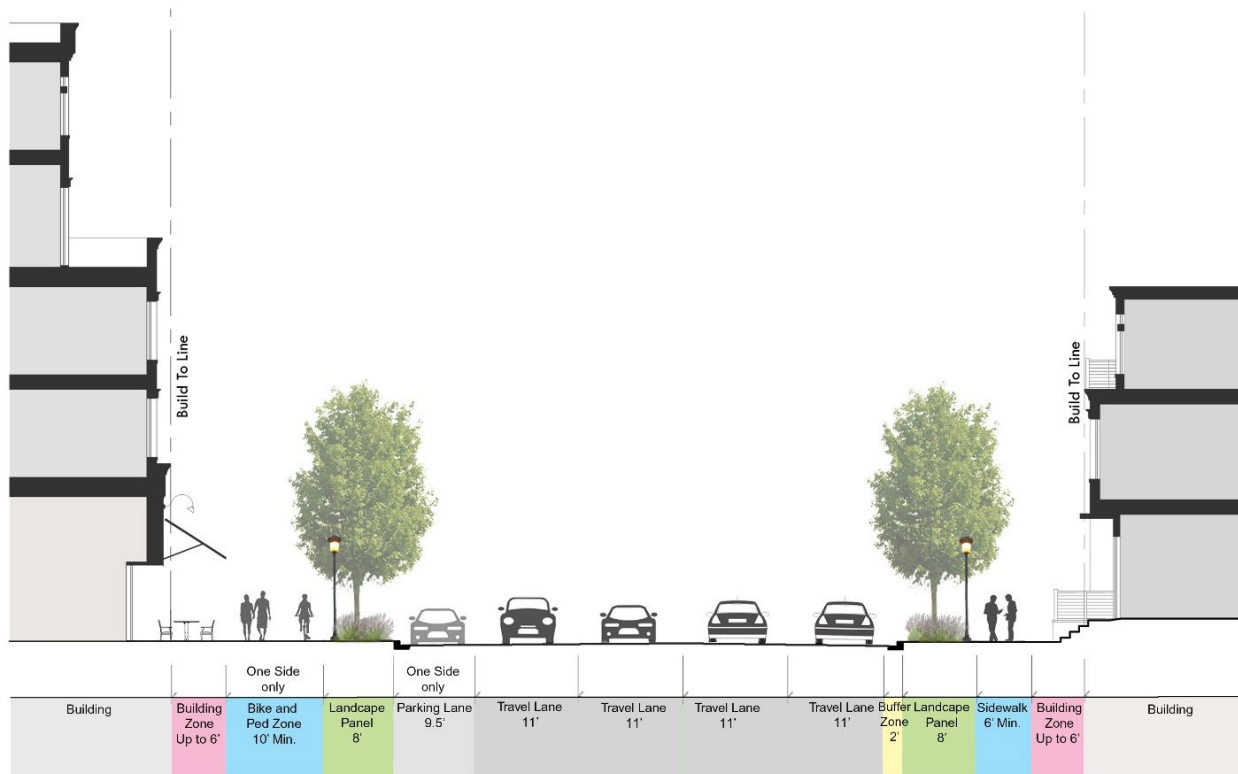 Build To Line
Build To Line
One Side
only
One Side
only
Building
Building
Zone
Up to 6'
Bike and
Ped Zone
10' Min.
Landscape
Panel
8'
Parking Lane
9.5'
Travel Lane
11'
Travel Lane
11'
Travel Lane
11'
Travel Lane
11'
Buffer
Zone
2'
Landscape
Panel
8'
Sidewalk
6' Min.
Building
Zone
Up to 6'
Building